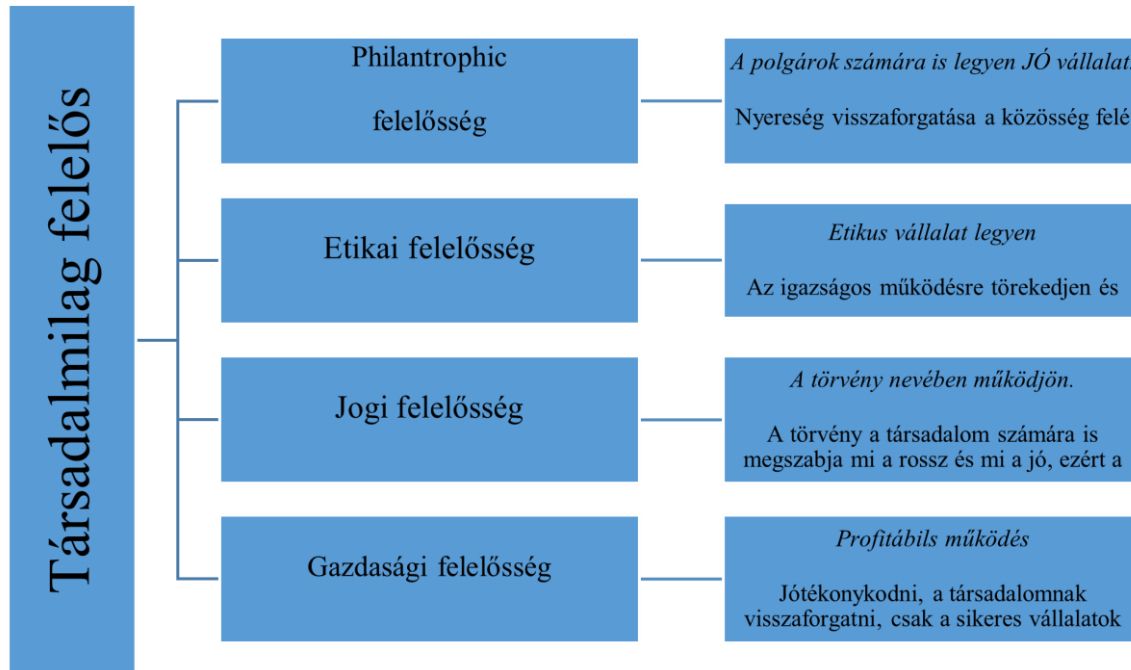 Társadalmilag felelős
Philantrophic
felelősség
A polgárok számára is legyen JÓ vállalat.
Nyereség visszaforgatása a közösség felé
Etikai felelősség
Etikus vállalat legyen
Az igazságos működésre törekedjen és
Jogi felelősség
A törvény nevében működjön.
A törvény a társadalom számára is
megszabja mi a rossz és mi a jó, ezért a
Gazdasági felelősség
Profitábils működés
Jótékonykodni, a társadalomnak
visszaforgatni, csak a sikeres vállalatok